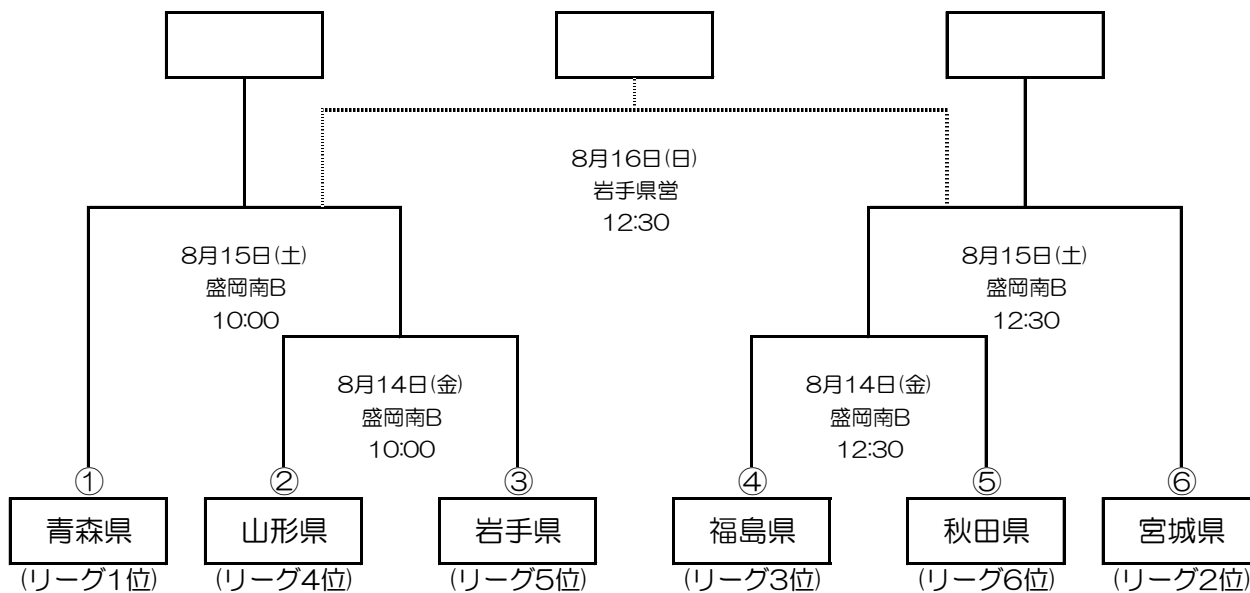 8月16日(日)
岩手県営
12:30
8月15日(土)
盛岡南B
10:00
8月15日(土)
盛岡南B
12:30
8月14日(金)
盛岡南B
10:00
8月14日(金)
盛岡南B
12:30
① ② ③ ④ ⑤ ⑥
青森県 山形県 岩手県 福島県 秋田県 宮城県
(リーグ1位) (リーグ4位) (リーグ5位) (リーグ3位) (リーグ6位) (リーグ2位)